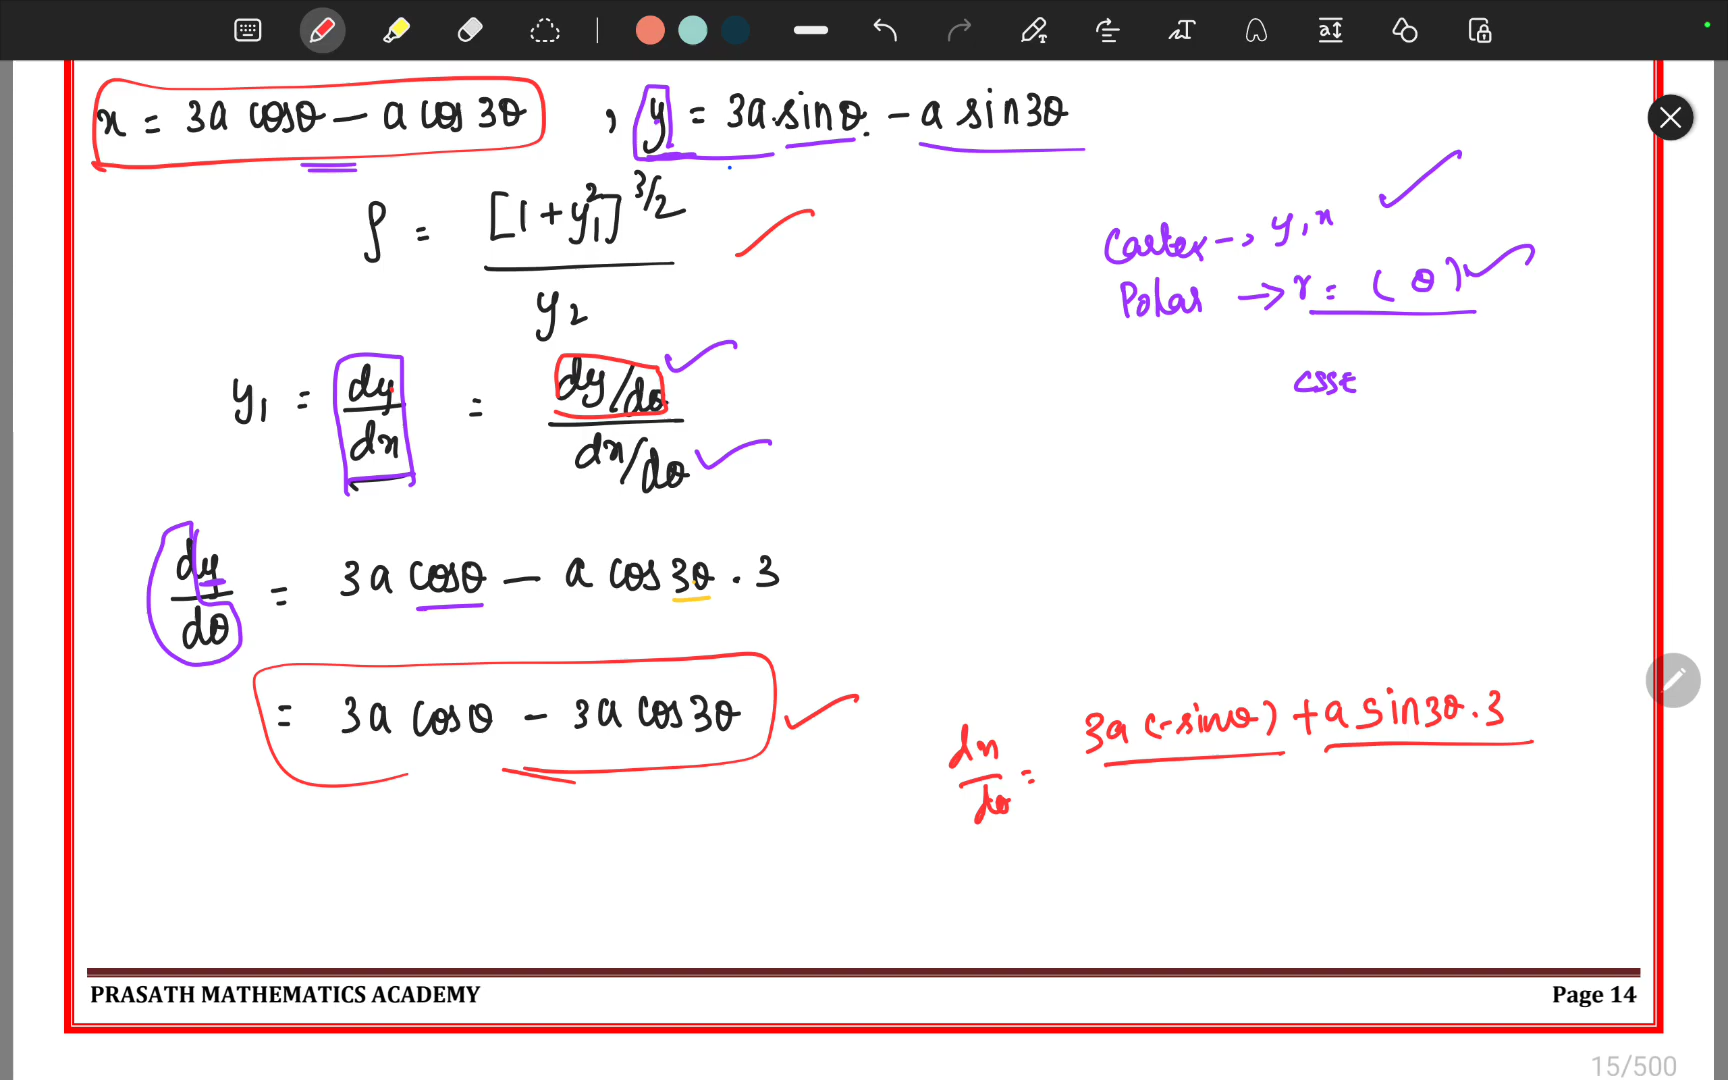 x = 3a cosθ − a cos 3θ , y = 3a sinθ − a sin3θ
ρ = [1 + y₁²]^3/2 / y₂
Cartes → y, x
Polar → r = (θ)
CSSE
y₁ = dy/dx = (dy/dθ) / (dx/dθ)
dy/dθ = 3a cosθ − a cos 3θ . 3
= 3a cosθ − 3a cos3θ
dx/dθ = 3a (-sinθ) + a sin3θ . 3
PRASATH MATHEMATICS ACADEMY
Page 14
15/500